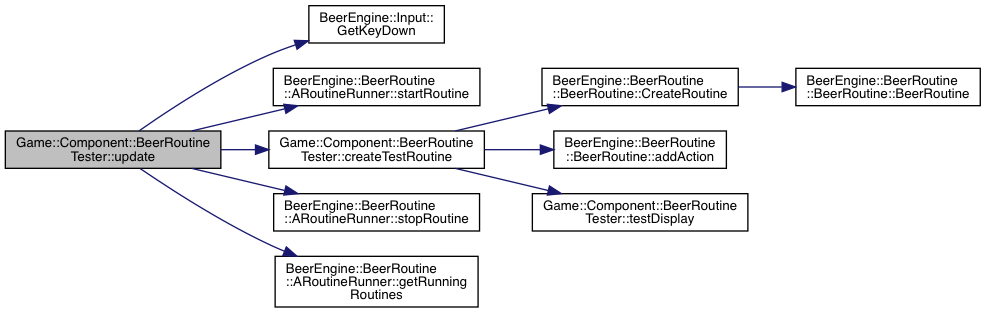 BeerEngine::Input::
GetKeyDown
BeerEngine::BeerRoutine
::ARoutineRunner::startRoutine
BeerEngine::BeerRoutine
::BeerRoutine::CreateRoutine
BeerEngine::BeerRoutine
::BeerRoutine::BeerRoutine
Game::Component::BeerRoutine
Tester::update
Game::Component::BeerRoutine
Tester::createTestRoutine
BeerEngine::BeerRoutine
::BeerRoutine::addAction
BeerEngine::BeerRoutine
::ARoutineRunner::stopRoutine
Game::Component::BeerRoutine
Tester::testDisplay
BeerEngine::BeerRoutine
::ARoutineRunner::getRunning
Routines